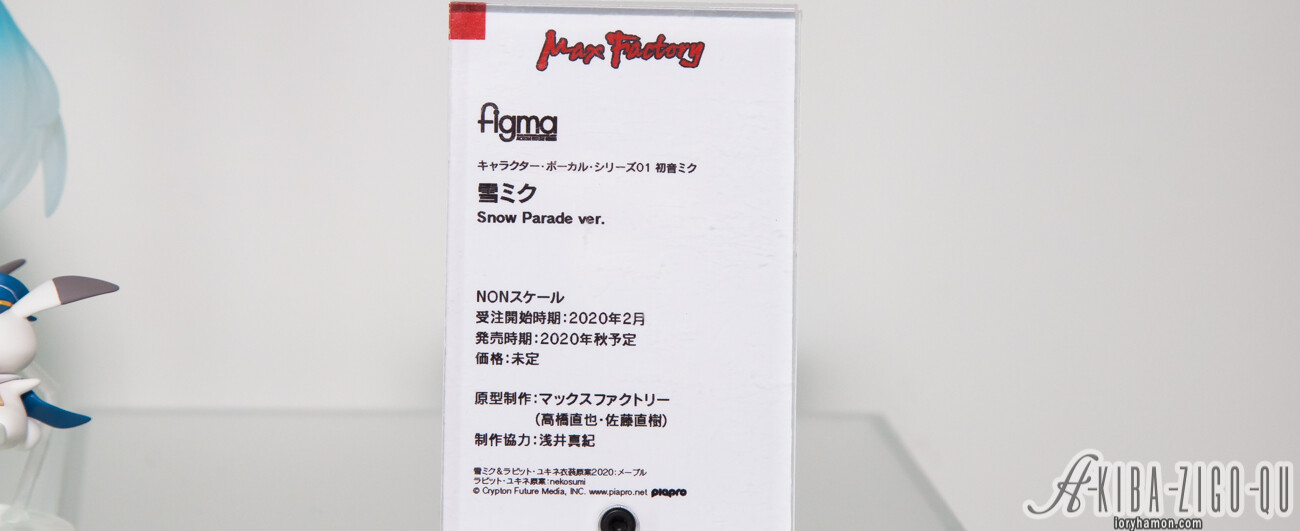 Max Factory
figma
キャラクター・ボーカル・シリーズ01 初音ミク
雪ミク
Snow Parade ver.
NONスケール
受注開始時期:2020年2月
発売時期:2020年秋予定
価格:未定
原型制作:マックスファクトリー
(高橋直也・佐藤直樹)
制作協力:浅井真紀
雪ミク&ラビット・ユキネ衣装原案2020:メープル
ラビット・ユキネ原案:nekosumi
© Crypton Future Media, INC. www.piapro.net piapro
AKIBA-ZIGO-QU
ioryhamon.com